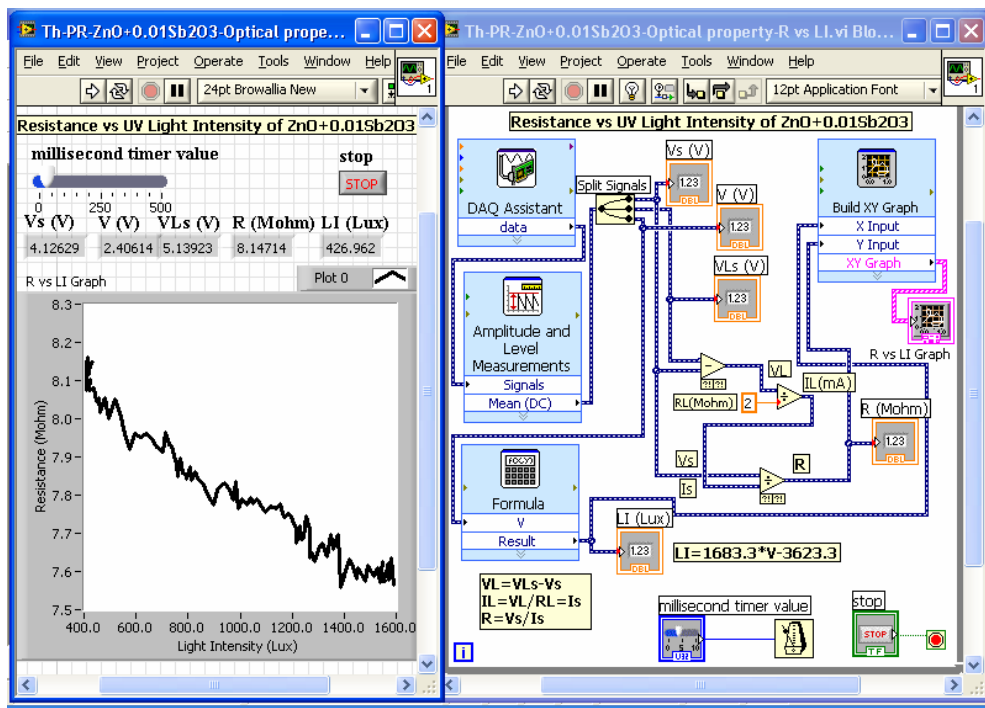 Th-PR-ZnO+0.01Sb2O3-Optical prope...
File Edit View Project Operate Tools Window Help
24pt Browallia New
1
Resistance vs UV Light Intensity of ZnO+0.01Sb2O3
millisecond timer value
stop
STOP
0 250 500
Vs (V) V (V) VLs (V) R (Mohm) LI (Lux)
4.12629 2.40614 5.13923 8.14714 426.962
R vs LI Graph
Plot 0
8.3
8.2
8.1
8.0
7.9
7.8
7.7
7.6
7.5
Resistance (Mohm)
400.0 600.0 800.0 1000.0 1200.0 1400.0 1600.0
Light Intensity (Lux)
Th-PR-ZnO+0.01Sb2O3-Optical property-R vs LI.vi Blo...
File Edit View Project Operate Tools Window Help
12pt Application Font
1
Resistance vs UV Light Intensity of ZnO+0.01Sb2O3
DAQ Assistant
data
Split Signals
Vs (V)
1.23
DBL
V (V)
1.23
DBL
VLs (V)
1.23
DBL
Build XY Graph
X Input
Y Input
XY Graph
R vs LI Graph
Amplitude and
Level
Measurements
Signals
Mean (DC)
VL
RL(Mohm) 2
IL(mA)
R (Mohm)
1.23
DBL
Vs
Is
R
Formula
V
Result
LI (Lux)
1.23
DBL
LI=1683.3*V-3623.3
VL=VLs-Vs
IL=VL/RL=Is
R=Vs/Is
millisecond timer value
0 5 10
U32
stop
STOP
TF
i